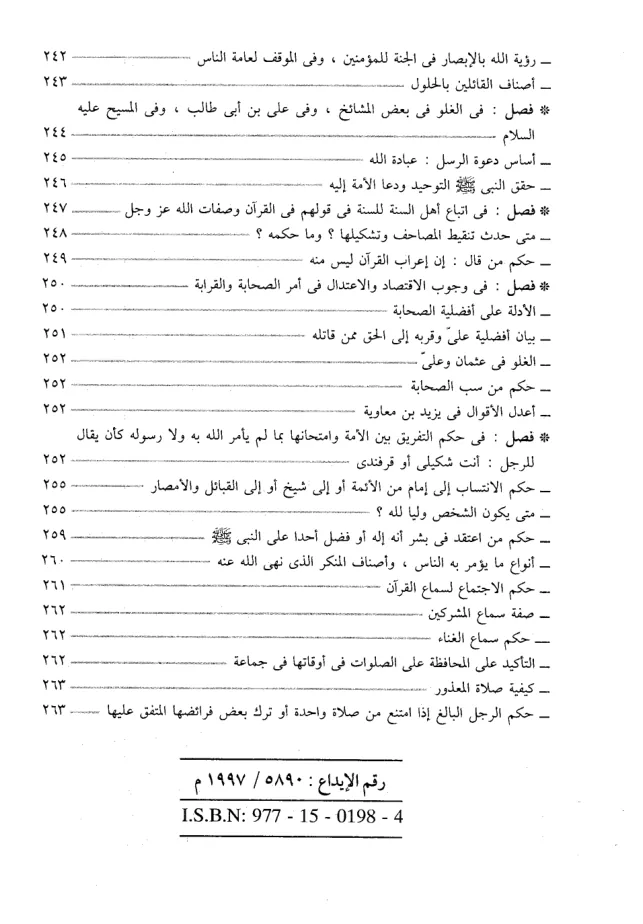 ـ رؤية الله بالإبصار فى الجنة للمؤمنين ، وفى الموقف لعامة الناس ٢٤٢
ـ أصناف القائلين بالحلول ٢٤٣
* فصل : فى الغلو فى بعض المشائخ ، وفى على بن أبى طالب ، وفى المسيح عليه
السلام ٢٤٤
ـ أساس دعوة الرسل : عبادة الله ٢٤٥
ـ حقق النبى ﷺ التوحيد ودعا الأمة إليه ٢٤٦
* فصل : فى اتباع أهل السنة للسنة فى قولهم فى القرآن وصفات الله عز وجل ٢٤٧
ـ متى حدث تنقيط المصاحف وتشكيلها ؟ وما حكمه ؟ ٢٤٨
ـ حكم من قال : إن إعراب القرآن ليس منه ٢٤٩
* فصل : فى وجوب الاقتصاد والاعتدال فى أمر الصحابة والقرابة ٢٥٠
ـ الأدلة على أفضلية الصحابة ٢٥٠
ـ بيان أفضلية علىّ وقربه إلى الحق ممن قاتله ٢٥١
ـ الغلو فى عثمان وعلىّ ٢٥٢
ـ حكم من سب الصحابة ٢٥٢
ـ أعدل الأقوال فى يزيد بن معاوية ٢٥٢
* فصل : فى حكم التفريق بين الأمة وامتحانها بما لم يأمر الله به ولا رسوله كأن يقال
للرجل : أنت شكيلى أو قرفندى ٢٥٢
ـ حكم الانتساب إلى إمام من الأئمة أو إلى شيخ أو إلى القبائل والأمصار ٢٥٥
ـ متى يكون الشخص وليا لله ؟ ٢٥٥
ـ حكم من اعتقد فى بشر أنه إله أو فضل أحدا على النبى ﷺ ٢٥٩
ـ أنواع ما يؤمر به الناس ، وأصناف المنكر الذى نهى الله عنه ٢٦٠
ـ حكم الاجتماع لسماع القرآن ٢٦١
ـ صفة سماع المشركين ٢٦٢
ـ حكم سماع الغناء ٢٦٢
ـ التأكيد على المحافظة على الصلوات فى أوقاتها فى جماعة ٢٦٢
ـ كيفية صلاة المعذور ٢٦٣
ـ حكم الرجل البالغ إذا امتنع من صلاة واحدة أو ترك بعض فرائضها المتفق عليها ٢٦٣
رقم الإيداع : ٥٨٩٠ / ١٩٩٧ م
I.S.B.N: 977 - 15 - 0198 - 4